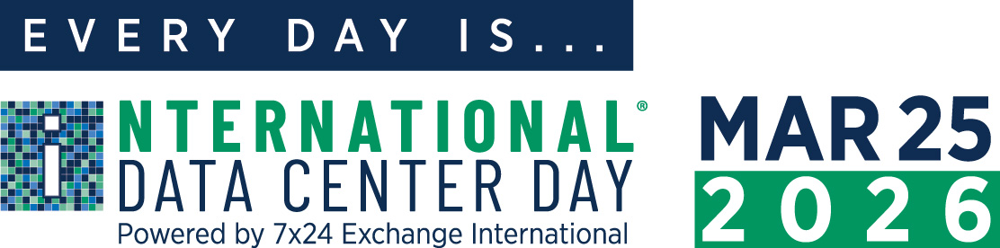 EVERY DAY IS...
iNTERNATIONAL®
DATA CENTER DAY
Powered by 7x24 Exchange International
MAR 25
2026